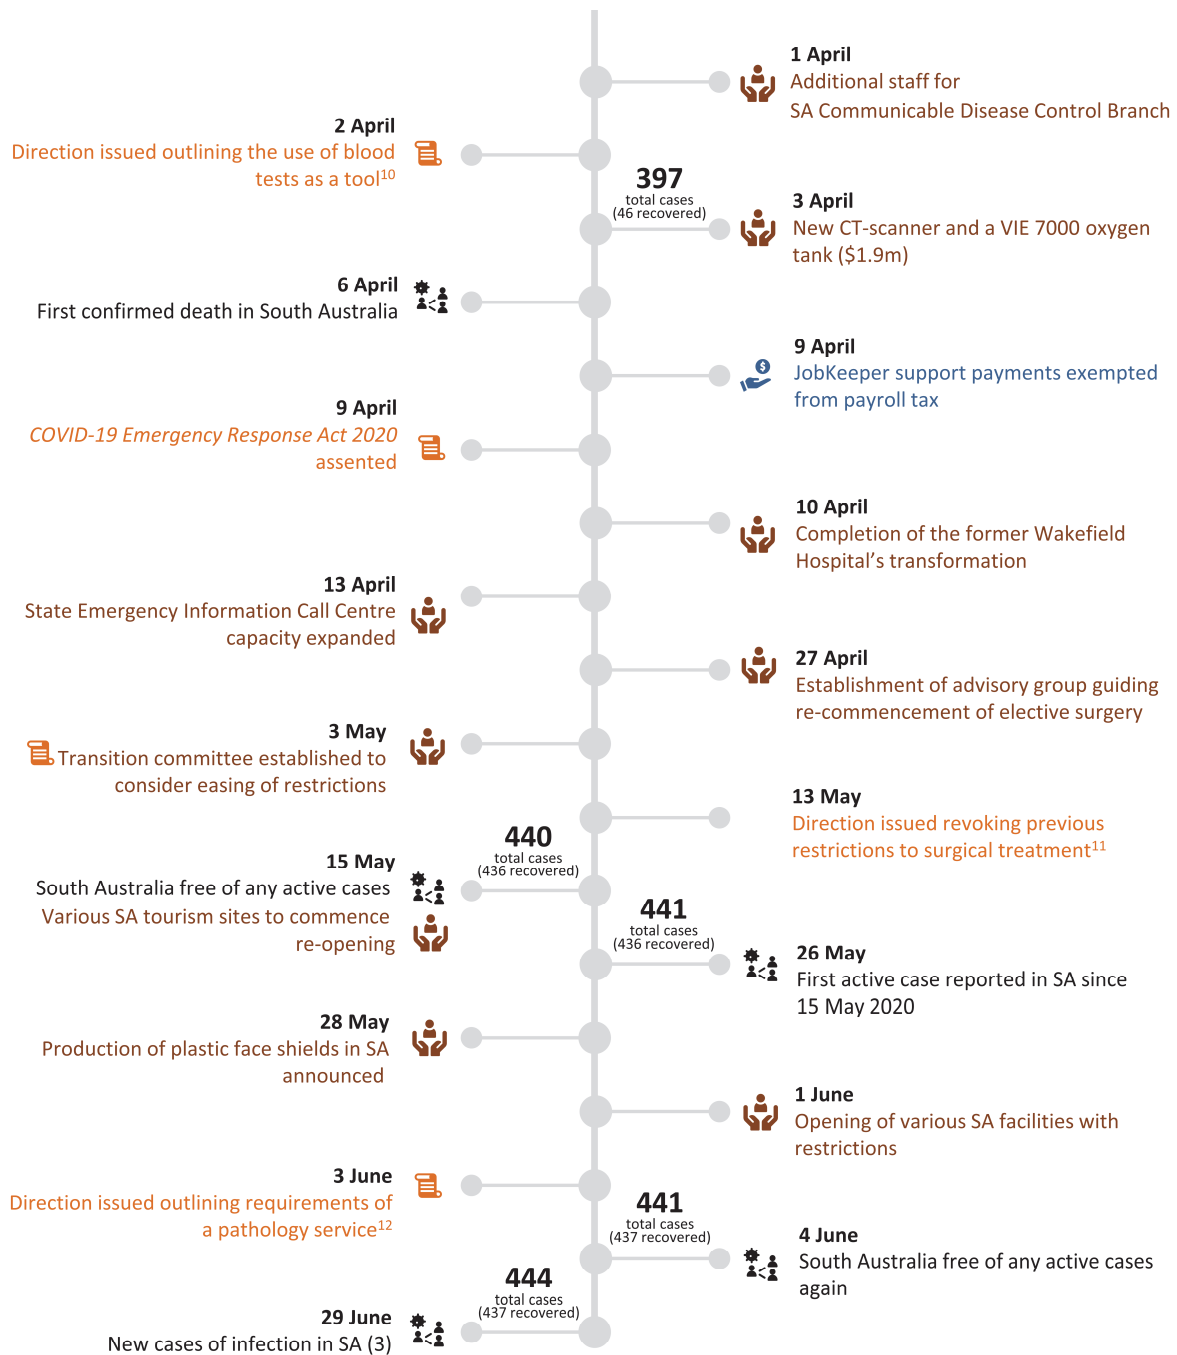 1 April
Additional staff for
SA Communicable Disease Control Branch
2 April
Direction issued outlining the use of blood
tests as a tool10
397
total cases
(46 recovered)
3 April
New CT-scanner and a VIE 7000 oxygen
tank ($1.9m)
6 April
First confirmed death in South Australia
9 April
JobKeeper support payments exempted
from payroll tax
9 April
COVID-19 Emergency Response Act 2020
assented
10 April
Completion of the former Wakefield
Hospital's transformation
13 April
State Emergency Information Call Centre
capacity expanded
27 April
Establishment of advisory group guiding
re-commencement of elective surgery
3 May
Transition committee established to
consider easing of restrictions
13 May
Direction issued revoking previous
restrictions to surgical treatment11
440
total cases
(436 recovered)
15 May
South Australia free of any active cases
Various SA tourism sites to commence
re-opening
441
total cases
(436 recovered)
26 May
First active case reported in SA since
15 May 2020
28 May
Production of plastic face shields in SA
announced
1 June
Opening of various SA facilities with
restrictions
3 June
Direction issued outlining requirements of
a pathology service12
441
total cases
(437 recovered)
4 June
South Australia free of any active cases
again
444
total cases
(437 recovered)
29 June
New cases of infection in SA (3)